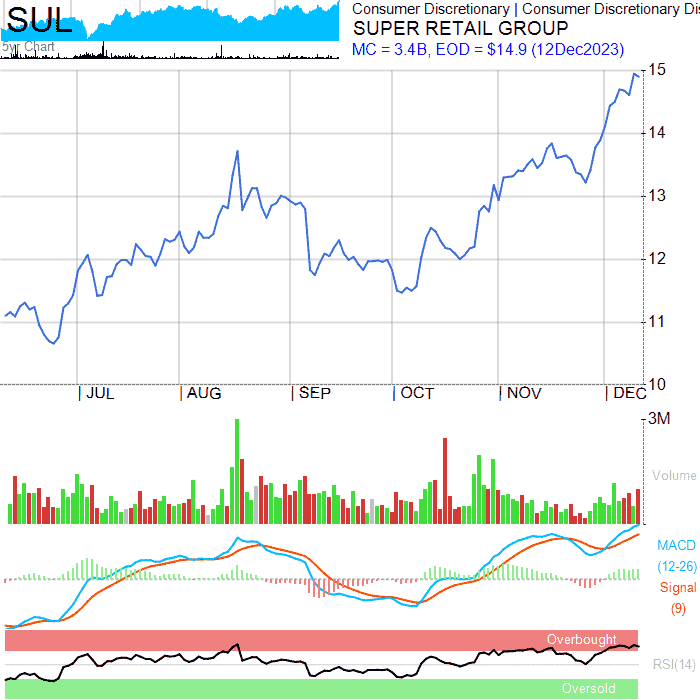 SUL
5yr Chart
Consumer Discretionary | Consumer Discretionary Dis
SUPER RETAIL GROUP
MC = 3.4B, EOD = $14.9 (12Dec2023)
15
14
13
12
11
10
| JUL | AUG | SEP | OCT | NOV | DEC
3M
Volume
MACD
(12-26)
Signal
(9)
Overbought
RSI(14)
Oversold